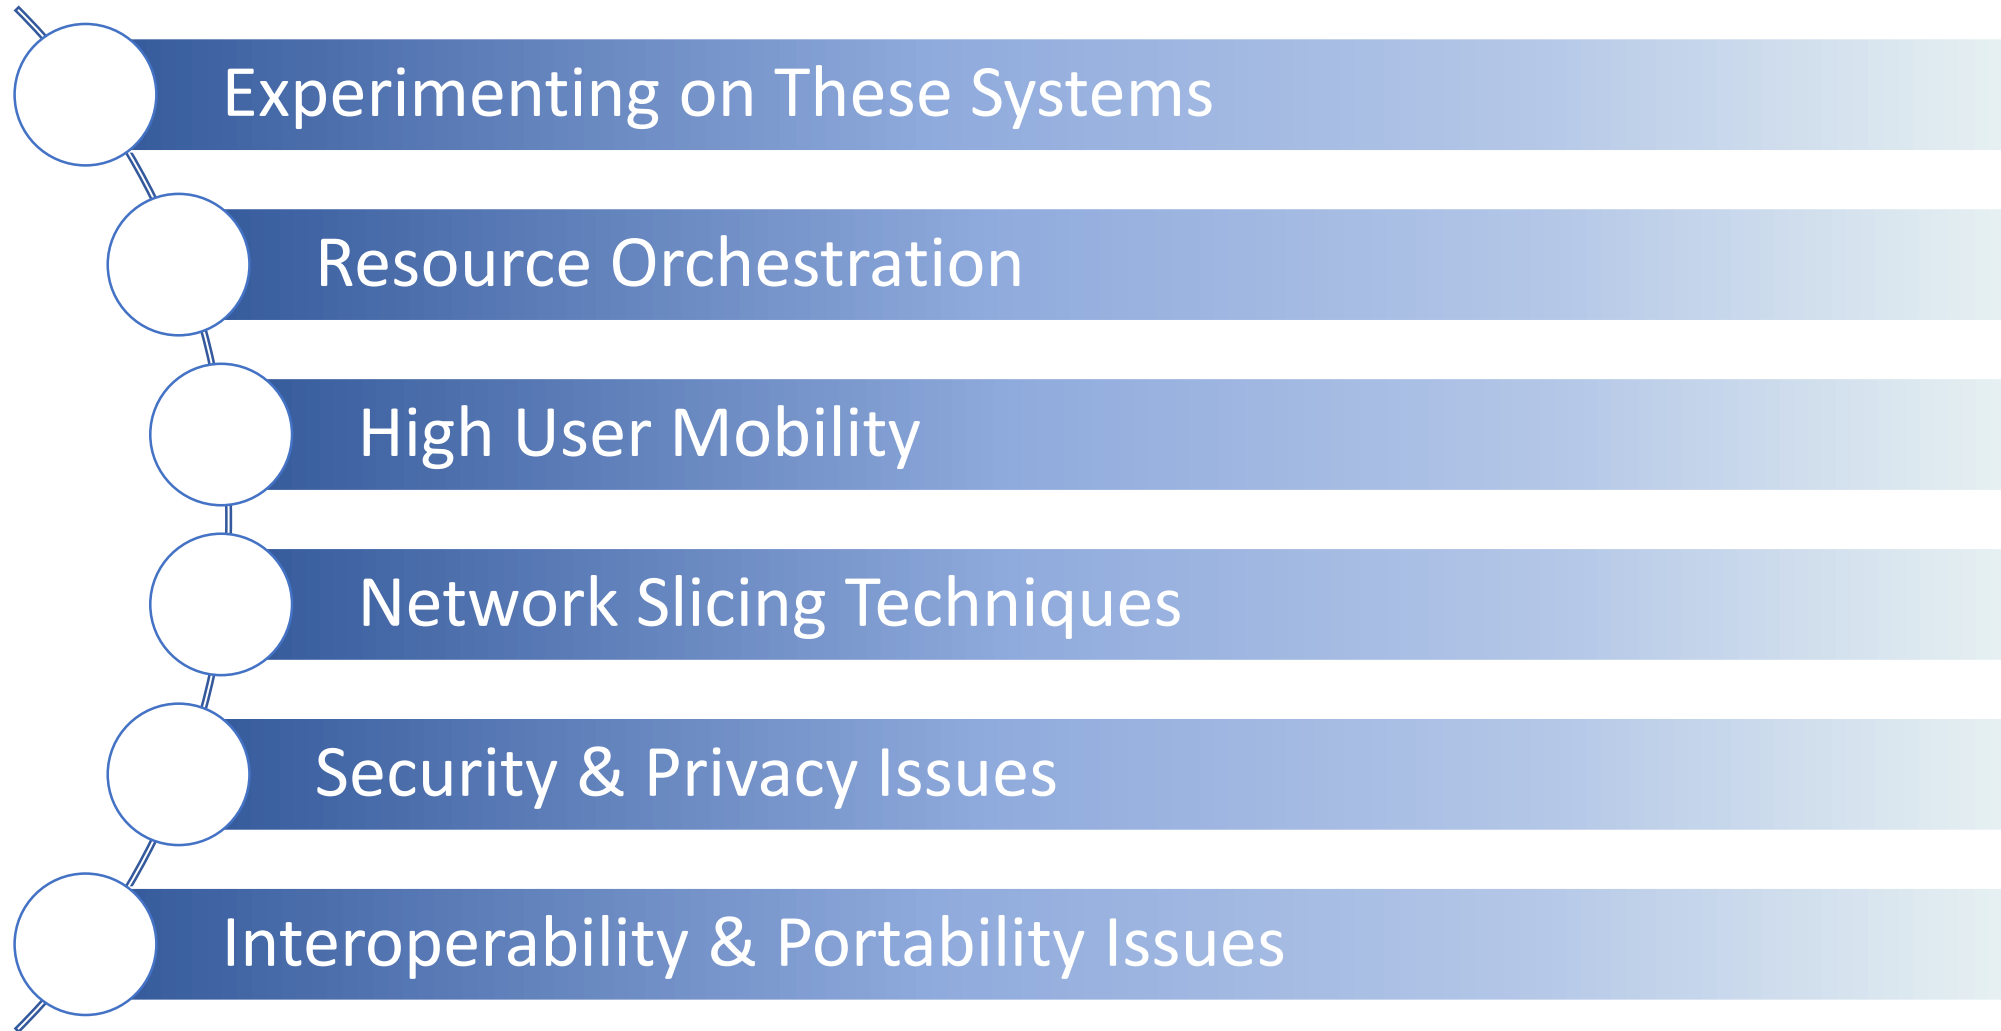 Experimenting on These Systems
Resource Orchestration
High User Mobility
Network Slicing Techniques
Security & Privacy Issues
Interoperability & Portability Issues